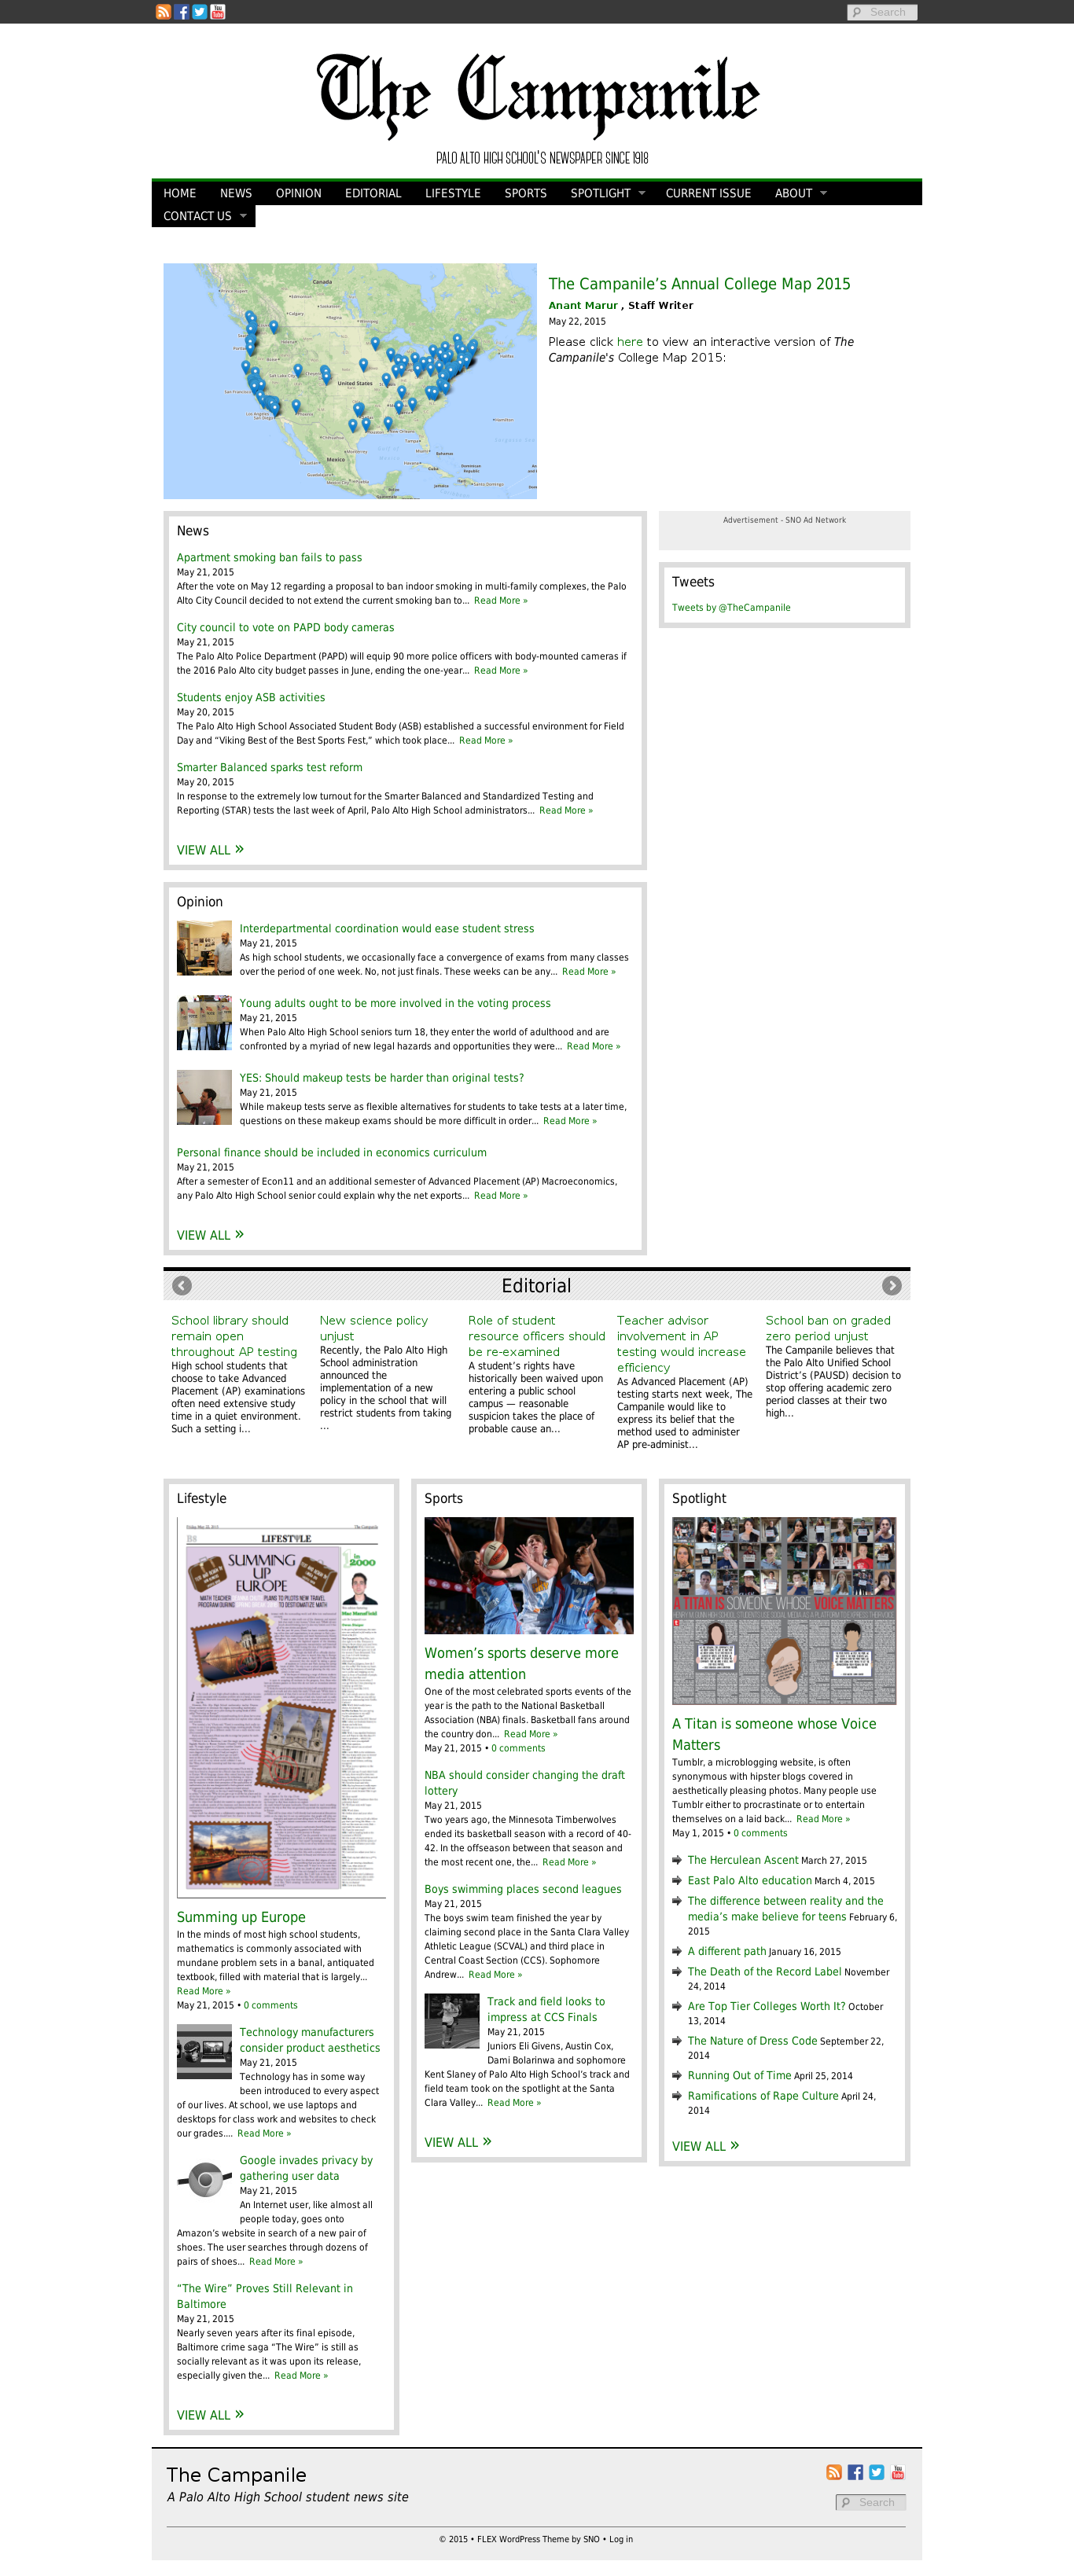 Search
The Campanile
PALO ALTO HIGH SCHOOL'S NEWSPAPER SINCE 1918
HOME NEWS OPINION EDITORIAL LIFESTYLE SPORTS SPOTLIGHT CURRENT ISSUE ABOUT
CONTACT US
The Campanile's Annual College Map 2015
Anant Marur , Staff Writer
May 22, 2015
Please click here to view an interactive version of The
Campanile's College Map 2015:
Canada
United States
Mexico
News
Apartment smoking ban fails to pass
May 21, 2015
After the vote on May 12 regarding a proposal to ban indoor smoking in multi-family complexes, the Palo
Alto City Council decided to not extend the current smoking ban to... Read More »
City council to vote on PAPD body cameras
May 21, 2015
The Palo Alto Police Department (PAPD) will equip 90 more police officers with body-mounted cameras if
the 2016 Palo Alto city budget passes in June, ending the one-year... Read More »
Students enjoy ASB activities
May 20, 2015
The Palo Alto High School Associated Student Body (ASB) established a successful environment for Field
Day and “Viking Best of the Best Sports Fest,” which took place... Read More »
Smarter Balanced sparks test reform
May 20, 2015
In response to the extremely low turnout for the Smarter Balanced and Standardized Testing and
Reporting (STAR) tests the last week of April, Palo Alto High School administrators... Read More »
VIEW ALL »
Advertisement - SNO Ad Network
Tweets
Tweets by @TheCampanile
Opinion
Interdepartmental coordination would ease student stress
May 21, 2015
As high school students, we occasionally face a convergence of exams from many classes
over the period of one week. No, not just finals. These weeks can be any... Read More »
Young adults ought to be more involved in the voting process
May 21, 2015
When Palo Alto High School seniors turn 18, they enter the world of adulthood and are
confronted by a myriad of new legal hazards and opportunities they were... Read More »
YES: Should makeup tests be harder than original tests?
May 21, 2015
While makeup tests serve as flexible alternatives for students to take tests at a later time,
questions on these makeup exams should be more difficult in order... Read More »
Personal finance should be included in economics curriculum
May 21, 2015
After a semester of Econ11 and an additional semester of Advanced Placement (AP) Macroeconomics,
any Palo Alto High School senior could explain why the net exports... Read More »
VIEW ALL »
Editorial
School library should
remain open
throughout AP testing
High school students that
choose to take Advanced
Placement (AP) examinations
often need extensive study
time in a quiet environment.
Such a setting i...
New science policy
unjust
Recently, the Palo Alto High
School administration
announced the
implementation of a new
policy in the school that will
restrict students from taking
...
Role of student
resource officers should
be re-examined
A student's rights have
historically been waived upon
entering a public school
campus — reasonable
suspicion takes the place of
probable cause an...
Teacher advisor
involvement in AP
testing would increase
efficiency
As Advanced Placement (AP)
testing starts next week, The
Campanile would like to
express its belief that the
method used to administer
AP pre-administ...
School ban on graded
zero period unjust
The Campanile believes that
the Palo Alto Unified School
District's (PAUSD) decision to
stop offering academic zero
period classes at their two
high...
Lifestyle
LIFESTYLE
SUMMING UP
EUROPE
Summing up Europe
In the minds of most high school students,
mathematics is commonly associated with
mundane problem sets in a banal, antiquated
textbook, filled with material that is largely...
Read More »
May 21, 2015 • 0 comments
Technology manufacturers
consider product aesthetics
May 21, 2015
Technology has in some way
been introduced to every aspect
of our lives. At school, we use laptops and
desktops for class work and websites to check
our grades.... Read More »
Google invades privacy by
gathering user data
May 21, 2015
An Internet user, like almost all
people today, goes onto
Amazon's website in search of a new pair of
shoes. The user searches through dozens of
pairs of shoes... Read More »
“The Wire” Proves Still Relevant in
Baltimore
May 21, 2015
Nearly seven years after its final episode,
Baltimore crime saga “The Wire” is still as
socially relevant as it was upon its release,
especially given the... Read More »
VIEW ALL »
Sports
Women's sports deserve more
media attention
One of the most celebrated sports events of the
year is the path to the National Basketball
Association (NBA) finals. Basketball fans around
the country don... Read More »
May 21, 2015 • 0 comments
NBA should consider changing the draft
lottery
May 21, 2015
Two years ago, the Minnesota Timberwolves
ended its basketball season with a record of 40-
42. In the offseason between that season and
the most recent one, the... Read More »
Boys swimming places second leagues
May 21, 2015
The boys swim team finished the year by
claiming second place in the Santa Clara Valley
Athletic League (SCVAL) and third place in
Central Coast Section (CCS). Sophomore
Andrew... Read More »
Track and field looks to
impress at CCS Finals
May 21, 2015
Juniors Eli Givens, Austin Cox,
Dami Bolarinwa and sophomore
Kent Slaney of Palo Alto High School's track and
field team took on the spotlight at the Santa
Clara Valley... Read More »
VIEW ALL »
Spotlight
A TITAN IS SOMEONE WHOSE VOICE MATTERS
A Titan is someone whose Voice
Matters
Tumblr, a microblogging website, is often
synonymous with hipster blogs covered in
aesthetically pleasing photos. Many people use
Tumblr either to procrastinate or to entertain
themselves on a laid back... Read More »
May 1, 2015 • 0 comments
The Herculean Ascent March 27, 2015
East Palo Alto education March 4, 2015
The difference between reality and the
media's make believe for teens February 6,
2015
A different path January 16, 2015
The Death of the Record Label November
24, 2014
Are Top Tier Colleges Worth It? October
13, 2014
The Nature of Dress Code September 22,
2014
Running Out of Time April 25, 2014
Ramifications of Rape Culture April 24,
2014
VIEW ALL »
The Campanile
A Palo Alto High School student news site
Search
© 2015 • FLEX WordPress Theme by SNO • Log in